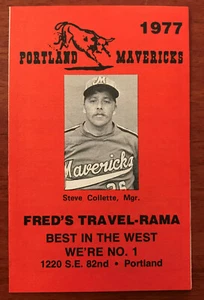 1977
PORTLAND MAVERICKS
M
Mavericks
Steve Collette, Mgr.
FRED'S TRAVEL-RAMA
BEST IN THE WEST
WE'RE NO. 1
1220 S.E. 82nd • Portland